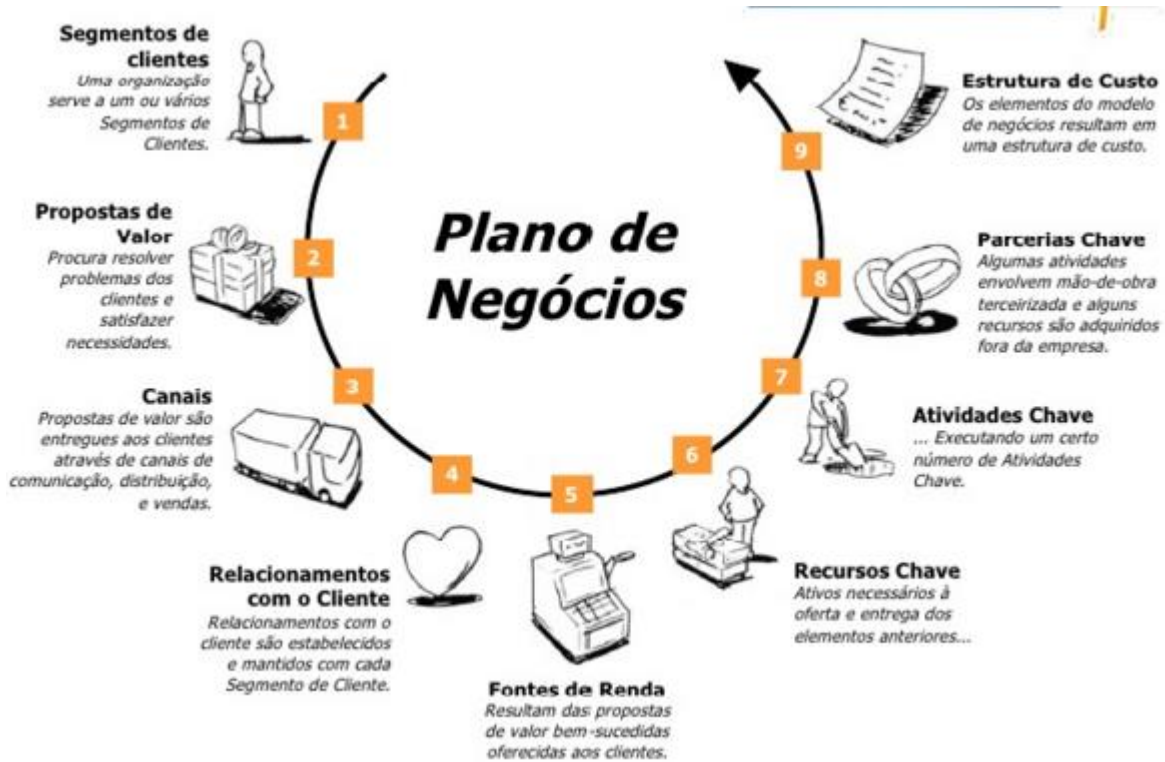 Segmentos de
clientes
Uma organização
serve a um ou vários
Segmentos de
Clientes.
1
Propostas de
Valor
Procura resolver
problemas dos
clientes e
satisfazer
necessidades.
2
Canais
Propostas de valor são
entregues aos clientes
através de canais de
comunicação, distribuição,
e vendas.
3
Relacionamentos
com o Cliente
Relacionamentos com o
cliente são estabelecidos
e mantidos com cada
Segmento de Cliente.
4
Fontes de Renda
Resultam das propostas
de valor bem-sucedidas
oferecidas aos clientes.
5
Recursos Chave
Ativos necessários à
oferta e entrega dos
elementos anteriores...
6
Atividades Chave
... Executando um certo
número de Atividades
Chave.
7
Parcerias Chave
Algumas atividades
envolvem mão-de-obra
terceirizada e alguns
recursos são adquiridos
fora da empresa.
8
Estrutura de Custo
Os elementos do modelo
de negócios resultam em
uma estrutura de custo.
9
Plano de
Negócios